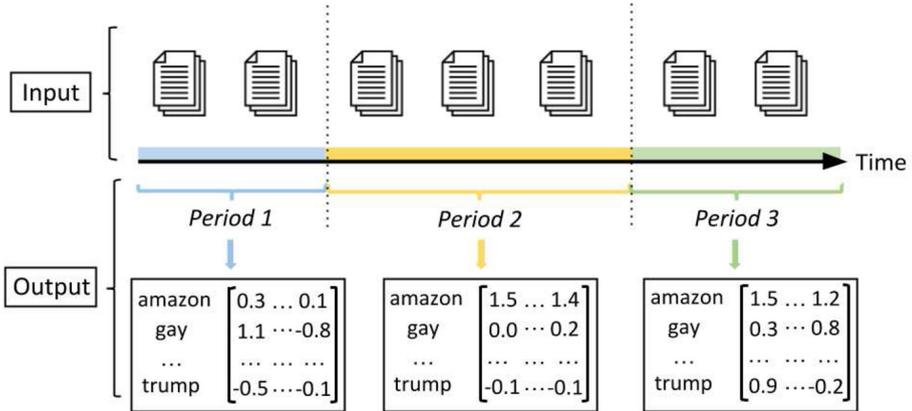 Input
Time
Period 1 Period 2 Period 3
Output
amazon 0.3 ... 0.1
gay 1.1 ...-0.8
... ... ... ...
trump -0.5 ...-0.1
amazon 1.5 ... 1.4
gay 0.0 ... 0.2
... ... ... ...
trump -0.1 ...-0.1
amazon 1.5 ... 1.2
gay 0.3 ... 0.8
... ... ... ...
trump 0.9 ...-0.2